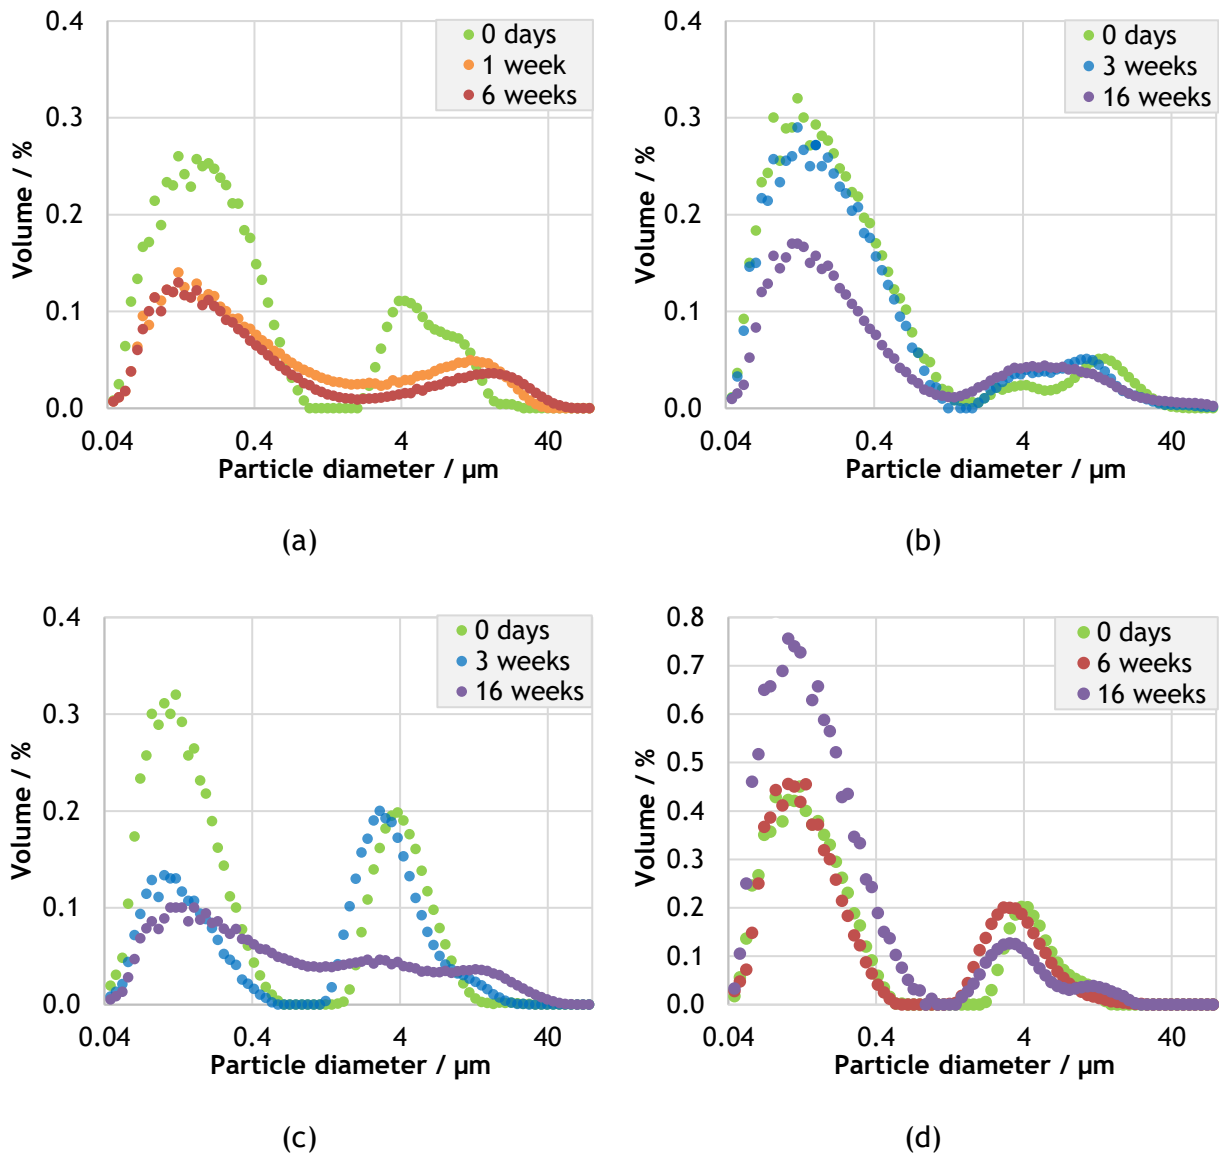 0.4
0.3
0.2
0.1
0.0
Volume / %
0 days
1 week
6 weeks
0.04 0.4 4 40
Particle diameter / µm
(a)
0.4
0.3
0.2
0.1
0.0
Volume / %
0 days
3 weeks
16 weeks
0.04 0.4 4 40
Particle diameter / µm
(b)
0.4
0.3
0.2
0.1
0.0
Volume / %
0 days
3 weeks
16 weeks
0.04 0.4 4 40
Particle diameter / µm
(c)
0.8
0.7
0.6
0.5
0.4
0.3
0.2
0.1
0.0
Volume / %
0 days
6 weeks
16 weeks
0.04 0.4 4 40
Particle diameter / µm
(d)